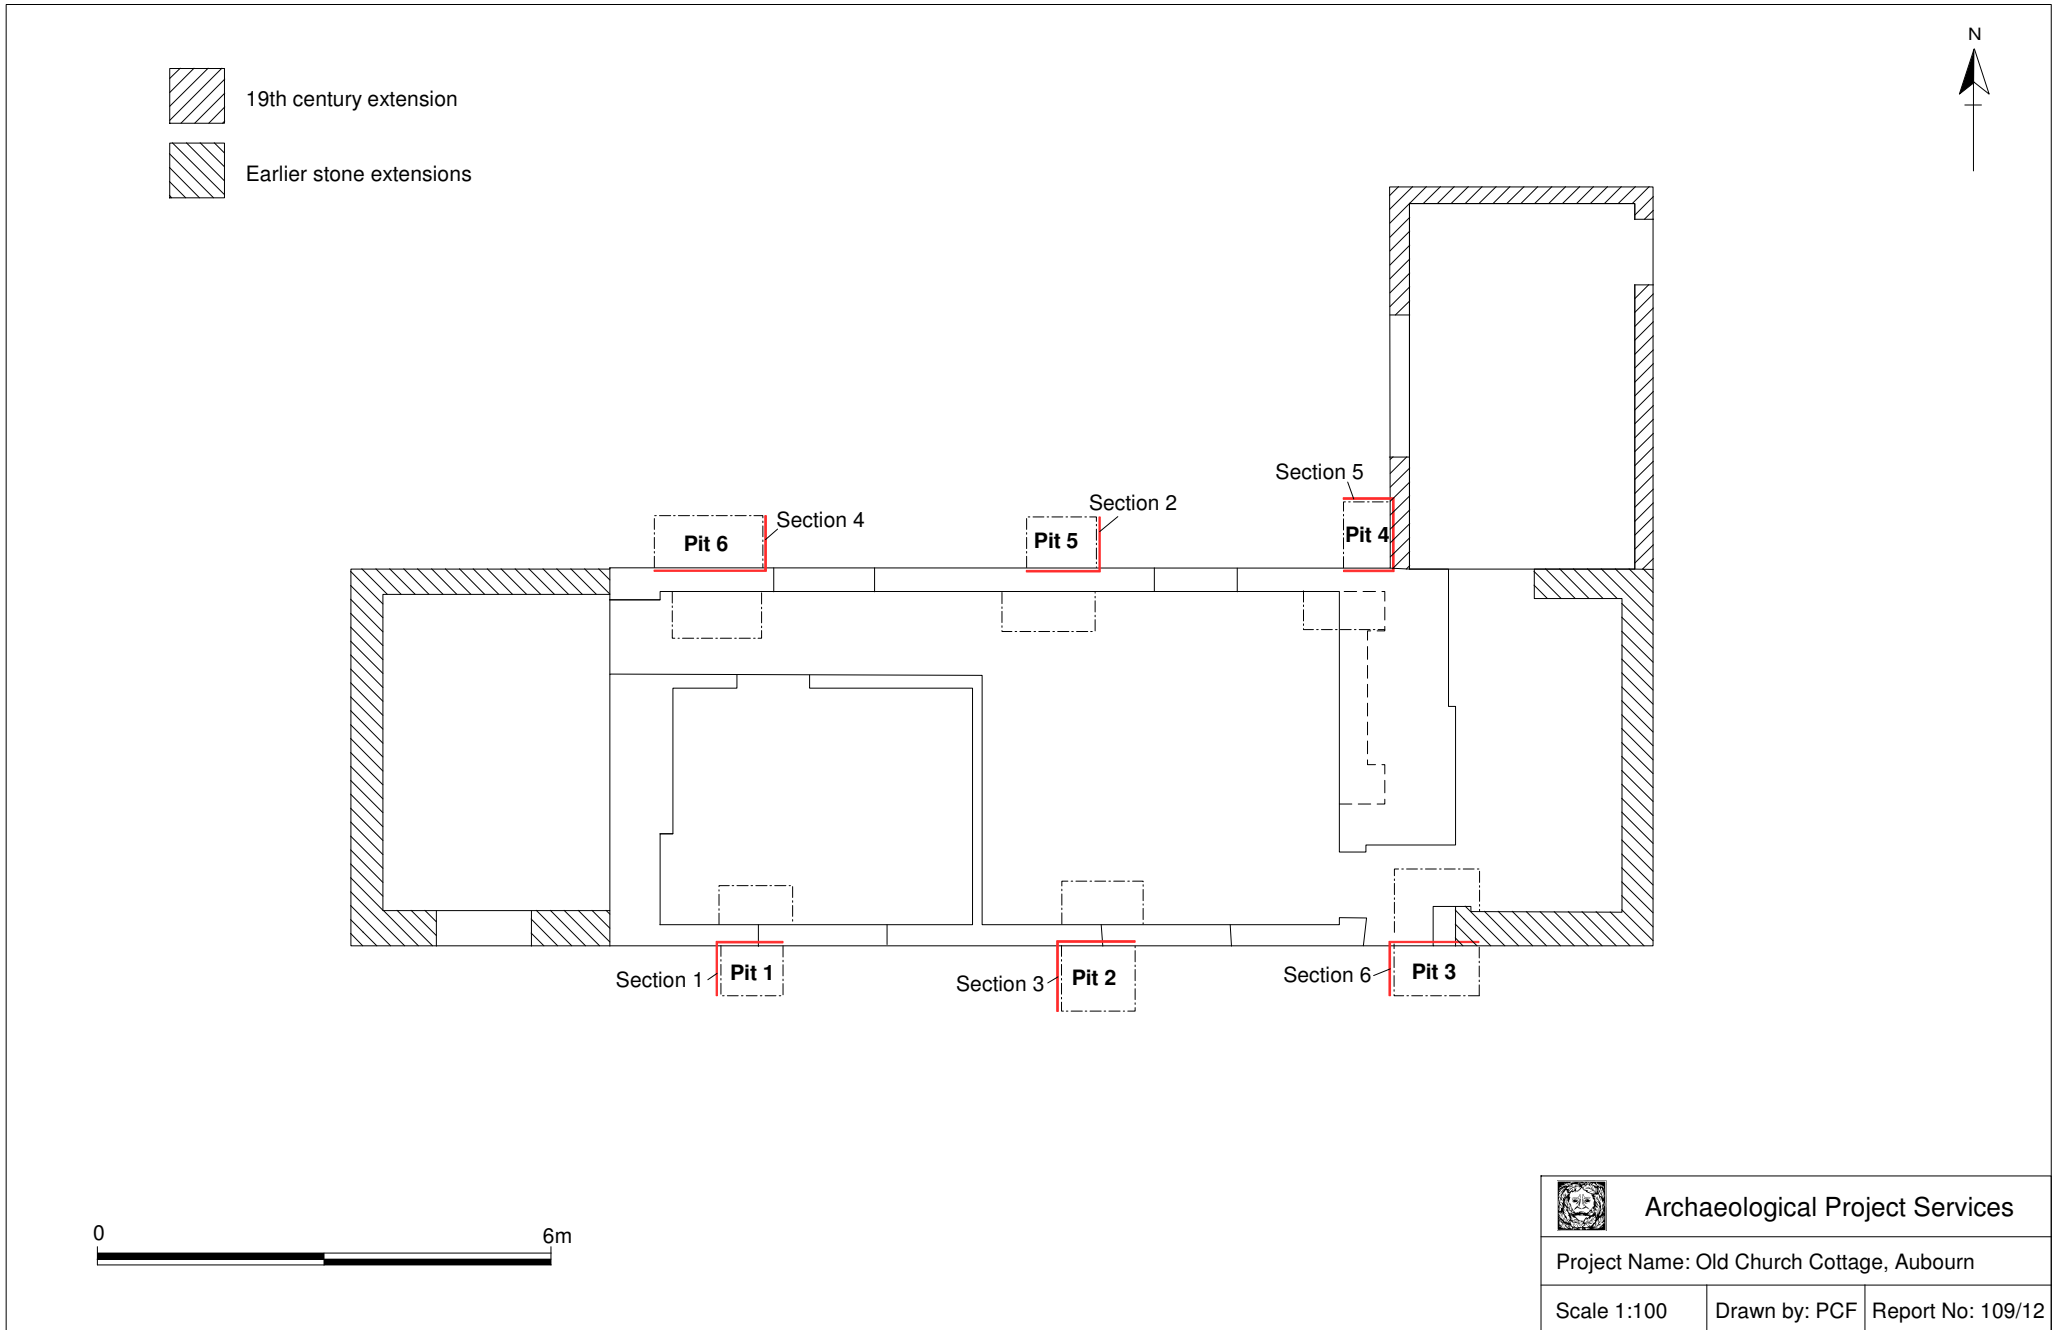 N
19th century extension
Earlier stone extensions
Section 5
Section 4
Section 2
Pit 6
Pit 5
Pit 4
Section 1
Pit 1
Section 3
Pit 2
Section 6
Pit 3
0
6m
Archaeological Project Services
Project Name: Old Church Cottage, Aubourn
Scale 1:100
Drawn by: PCF
Report No: 109/12